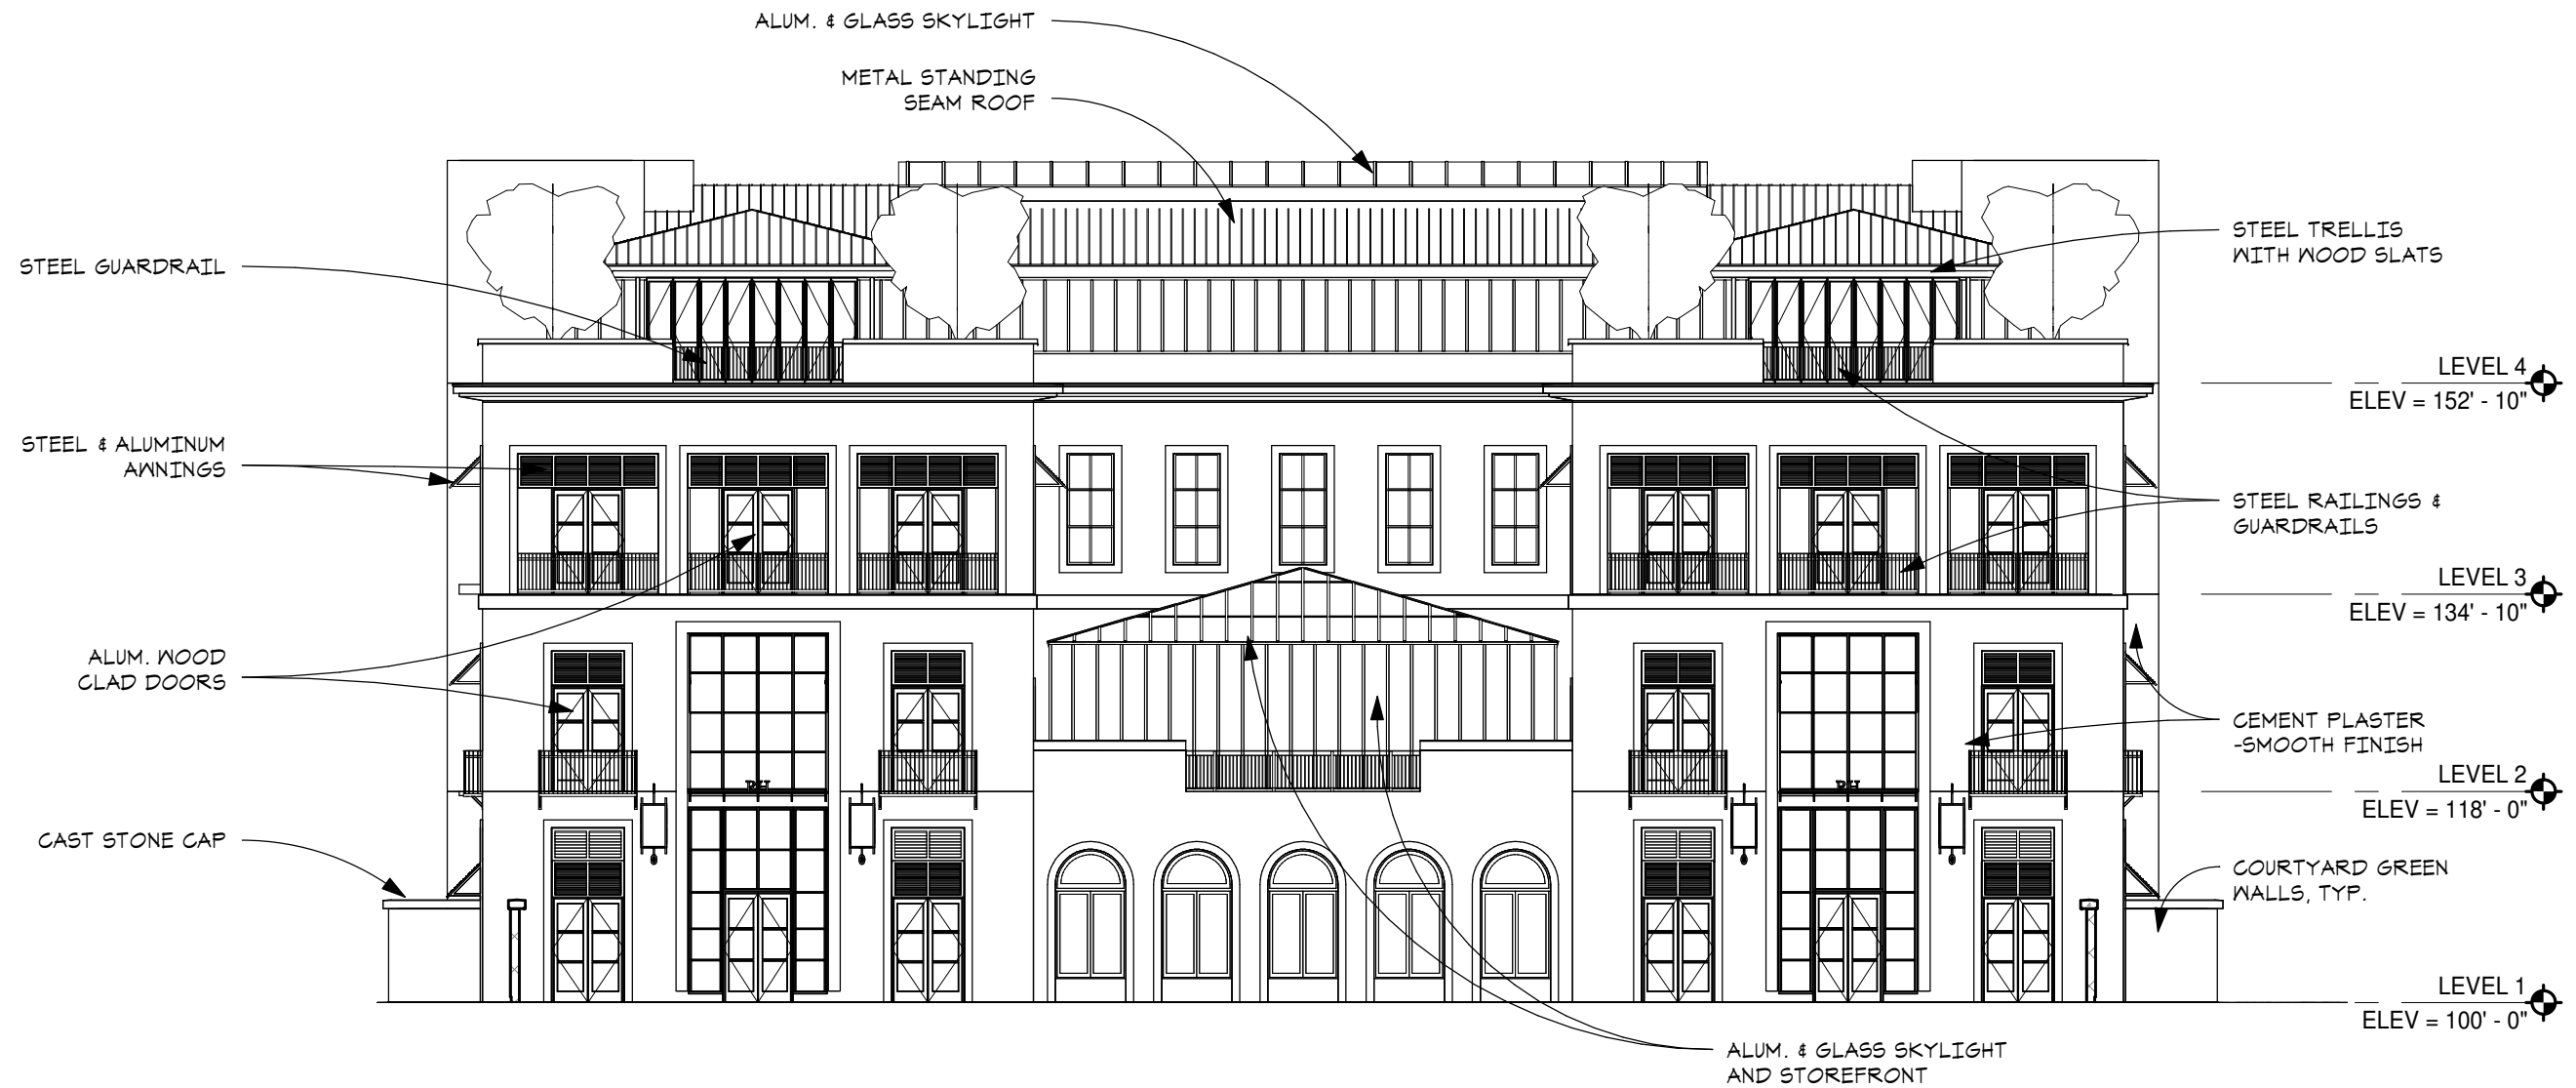 ALUM. & GLASS SKYLIGHT
METAL STANDING
SEAM ROOF
STEEL GUARDRAIL
STEEL & ALUMINUM
AWNINGS
ALUM. WOOD
CLAD DOORS
CAST STONE CAP
RH
RH
STEEL TRELLIS
WITH WOOD SLATS
LEVEL 4
ELEV = 152' - 10"
STEEL RAILINGS &
GUARDRAILS
LEVEL 3
ELEV = 134' - 10"
CEMENT PLASTER
-SMOOTH FINISH
LEVEL 2
ELEV = 118' - 0"
COURTYARD GREEN
WALLS, TYP.
LEVEL 1
ELEV = 100' - 0"
ALUM. & GLASS SKYLIGHT
AND STOREFRONT